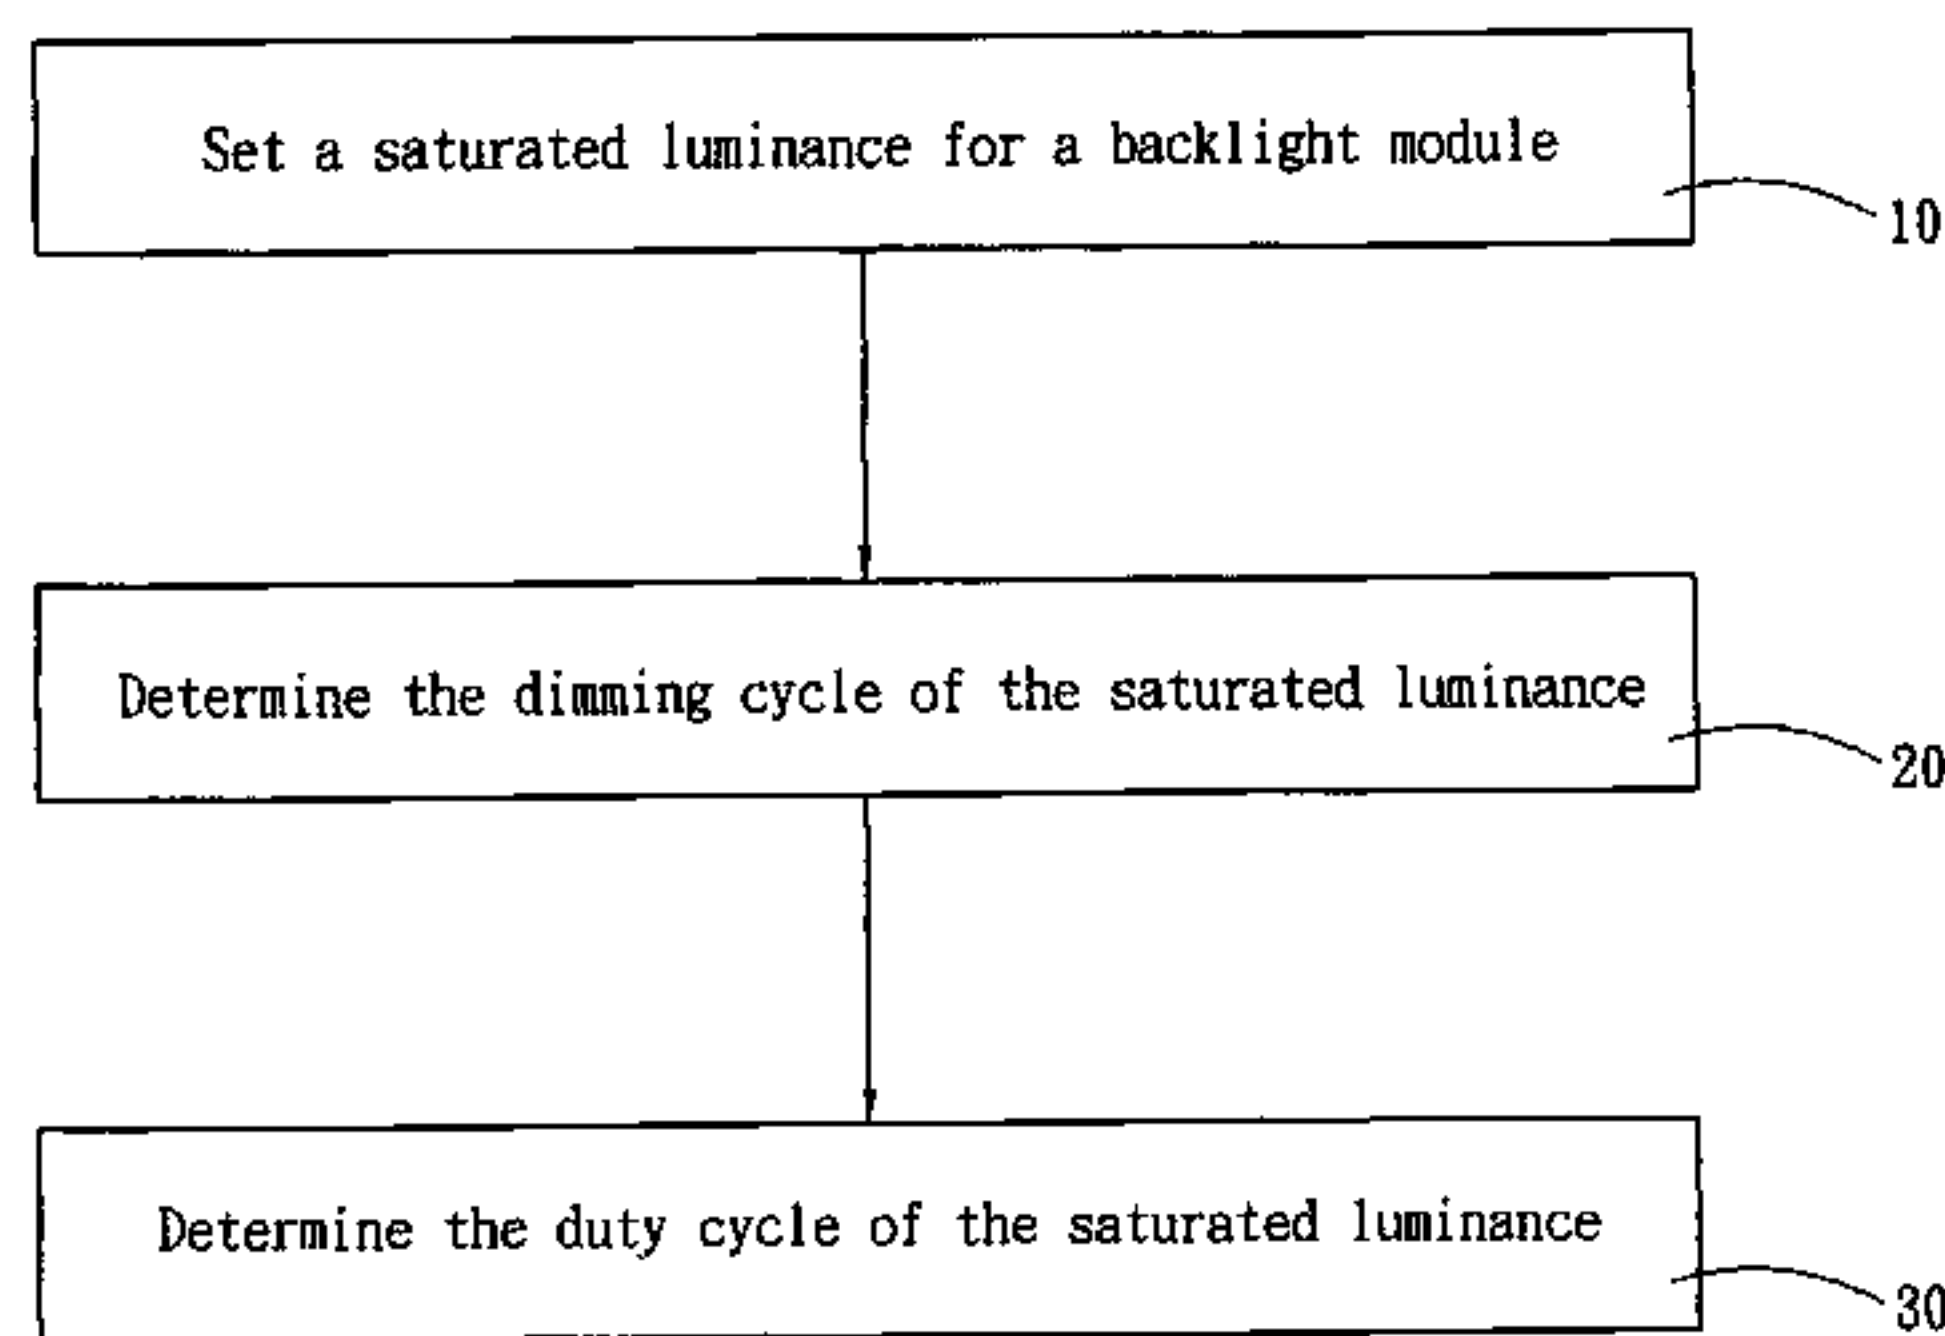 Set a saturated luminance for a backlight module
10
Determine the dimming cycle of the saturated luminance
20
Determine the duty cycle of the saturated luminance
30